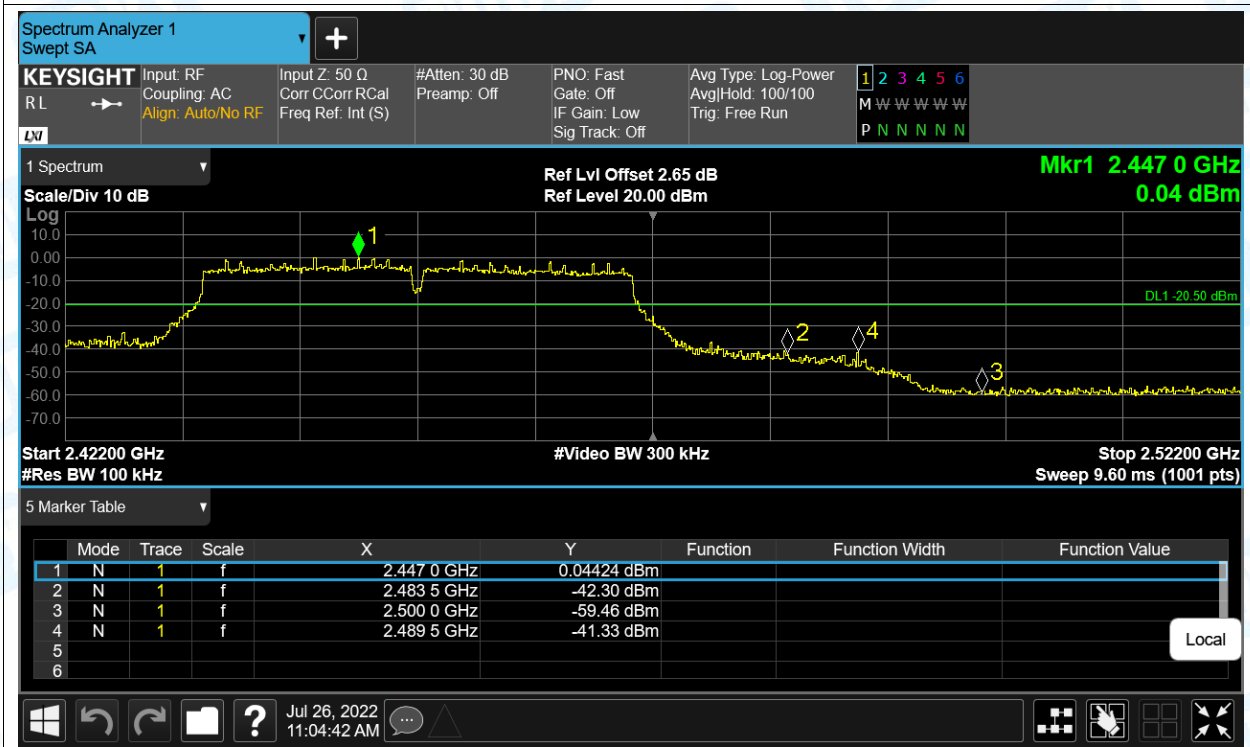 Spectrum Analyzer 1
Swept SA
KEYSIGHT
R L
LXI
Input: RF
Coupling: AC
Align: Auto/No RF
Input Z: 50 Ω
Corr CCorr RCal
Freq Ref: Int (S)
#Atten: 30 dB
Preamp: Off
PNO: Fast
Gate: Off
IF Gain: Low
Sig Track: Off
Avg Type: Log-Power
Avg|Hold: 100/100
Trig: Free Run
1 2 3 4 5 6
M W W W W W
P N N N N N
1 Spectrum
Scale/Div 10 dB
Ref Lvl Offset 2.65 dB
Ref Level 20.00 dBm
Mkr1 2.447 0 GHz
0.04 dBm
Log
10.0
0.00
-10.0
-20.0
-30.0
-40.0
-50.0
-60.0
-70.0
1
2
4
3
DL1 -20.50 dBm
Start 2.42200 GHz
#Video BW 300 kHz
Stop 2.52200 GHz
#Res BW 100 kHz
Sweep 9.60 ms (1001 pts)
5 Marker Table
Mode Trace Scale X Y Function Function Width Function Value
1 N 1 f 2.447 0 GHz 0.04424 dBm
2 N 1 f 2.483 5 GHz -42.30 dBm
3 N 1 f 2.500 0 GHz -59.46 dBm
4 N 1 f 2.489 5 GHz -41.33 dBm
5
6
Local
?
Jul 26, 2022
11:04:42 AM